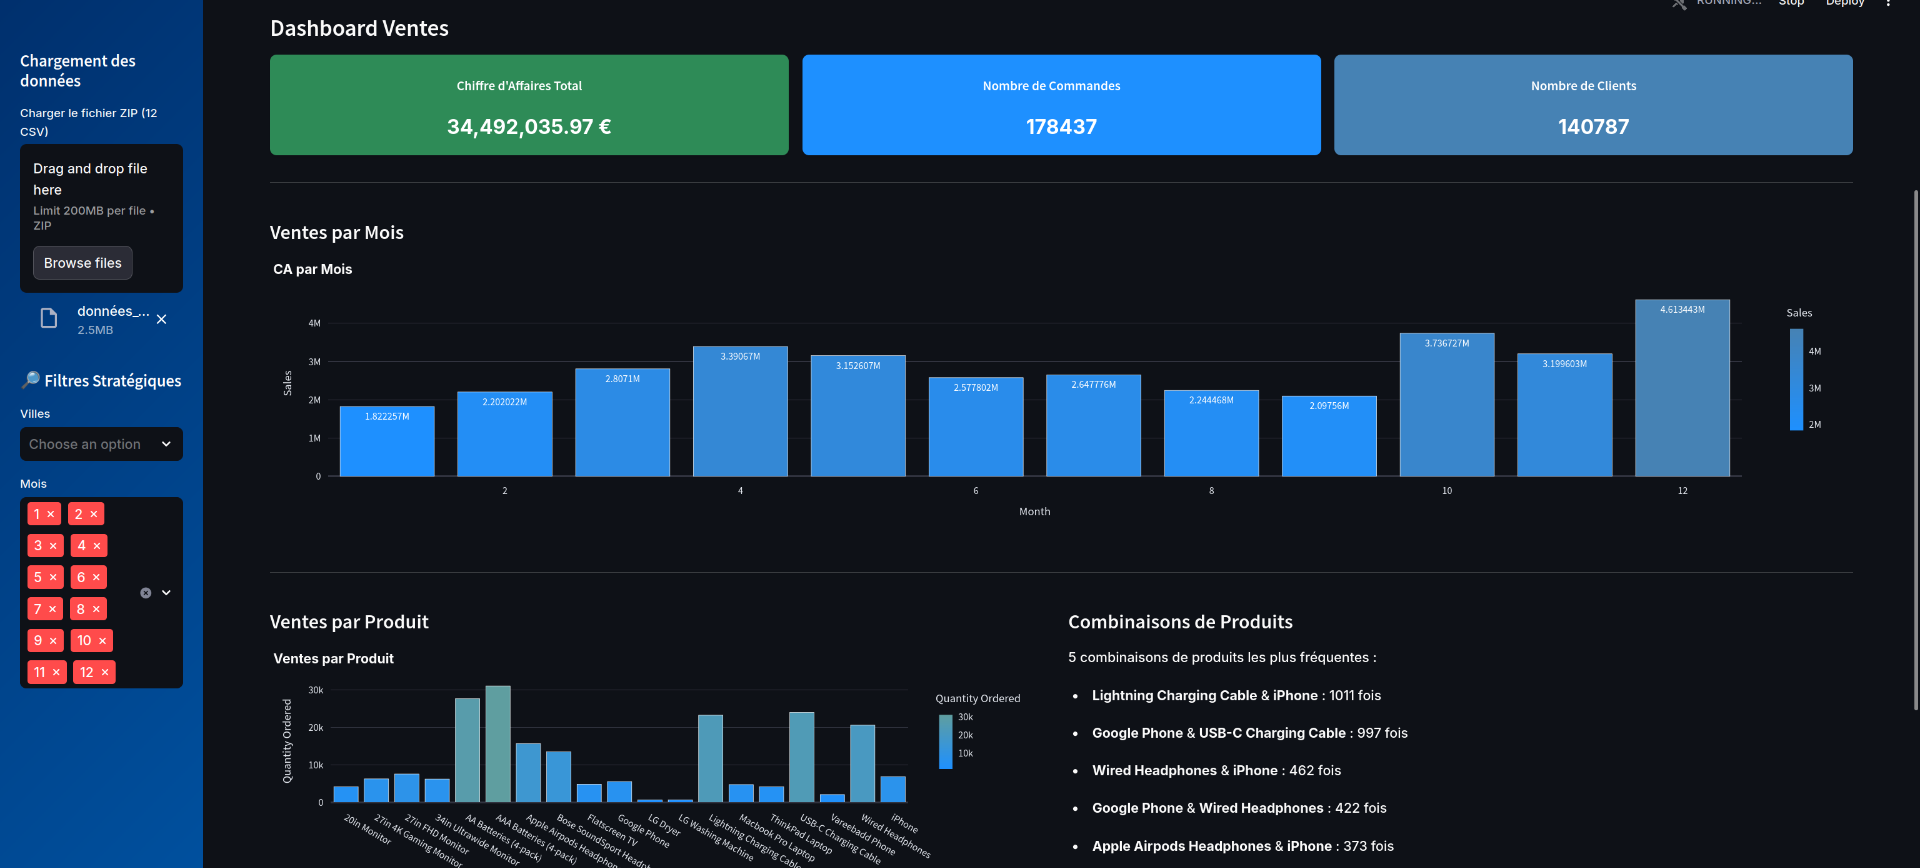 RUNNING...
Stop
Deploy
Chargement des
données
Charger le fichier ZIP (12
CSV)
Drag and drop file
here
Limit 200MB per file •
ZIP
Browse files
données_...
2.5MB
🔎 Filtres Stratégiques
Villes
Choose an option
Mois
1 × 2 ×
3 × 4 ×
5 × 6 ×
7 × 8 ×
9 × 10 ×
11 × 12 ×
Dashboard Ventes
Chiffre d'Affaires Total
34,492,035.97 €
Nombre de Commandes
178437
Nombre de Clients
140787
Ventes par Mois
CA par Mois
Sales
4M
3M
2M
1M
0
1.822257M
2.202022M
2.8071M
3.39067M
3.152607M
2.577802M
2.647776M
2.244468M
2.09756M
3.736727M
3.199603M
4.613443M
2
4
6
8
10
12
Month
Sales
4M
3M
2M
Ventes par Produit
Ventes par Produit
Quantity Ordered
30k
20k
10k
0
20in Monitor
27in 4K Gaming Monitor
27in FHD Monitor
34in Ultrawide Monitor
AA Batteries (4-pack)
AAA Batteries (4-pack)
Apple Airpods Headphon
Bose SoundSport Headph
Flatscreen TV
Google Phone
LG Dryer
LG Washing Machine
Lightning Charging Cable
Macbook Pro Laptop
ThinkPad Laptop
USB-C Charging Cable
Vareebadd Phone
Wired Headphones
iPhone
Quantity Ordered
30k
20k
10k
Combinaisons de Produits
5 combinaisons de produits les plus fréquentes :
• Lightning Charging Cable & iPhone : 1011 fois
• Google Phone & USB-C Charging Cable : 997 fois
• Wired Headphones & iPhone : 462 fois
• Google Phone & Wired Headphones : 422 fois
• Apple Airpods Headphones & iPhone : 373 fois